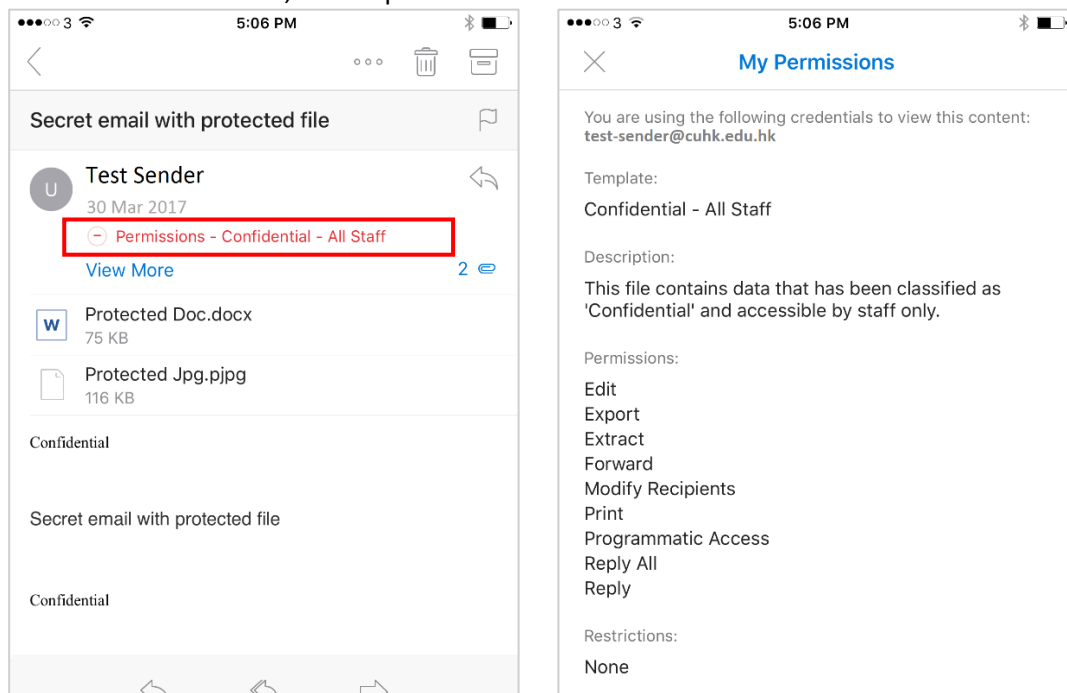 3
5:06 PM
Secret email with protected file
U
Test Sender
30 Mar 2017
Permissions - Confidential - All Staff
View More
2
W
Protected Doc.docx
75 KB
Protected Jpg.pjpg
116 KB
Confidential
Secret email with protected file
Confidential
3
5:06 PM
My Permissions
You are using the following credentials to view this content:
test-sender@cuhk.edu.hk
Template:
Confidential - All Staff
Description:
This file contains data that has been classified as
'Confidential' and accessible by staff only.
Permissions:
Edit
Export
Extract
Forward
Modify Recipients
Print
Programmatic Access
Reply All
Reply
Restrictions:
None